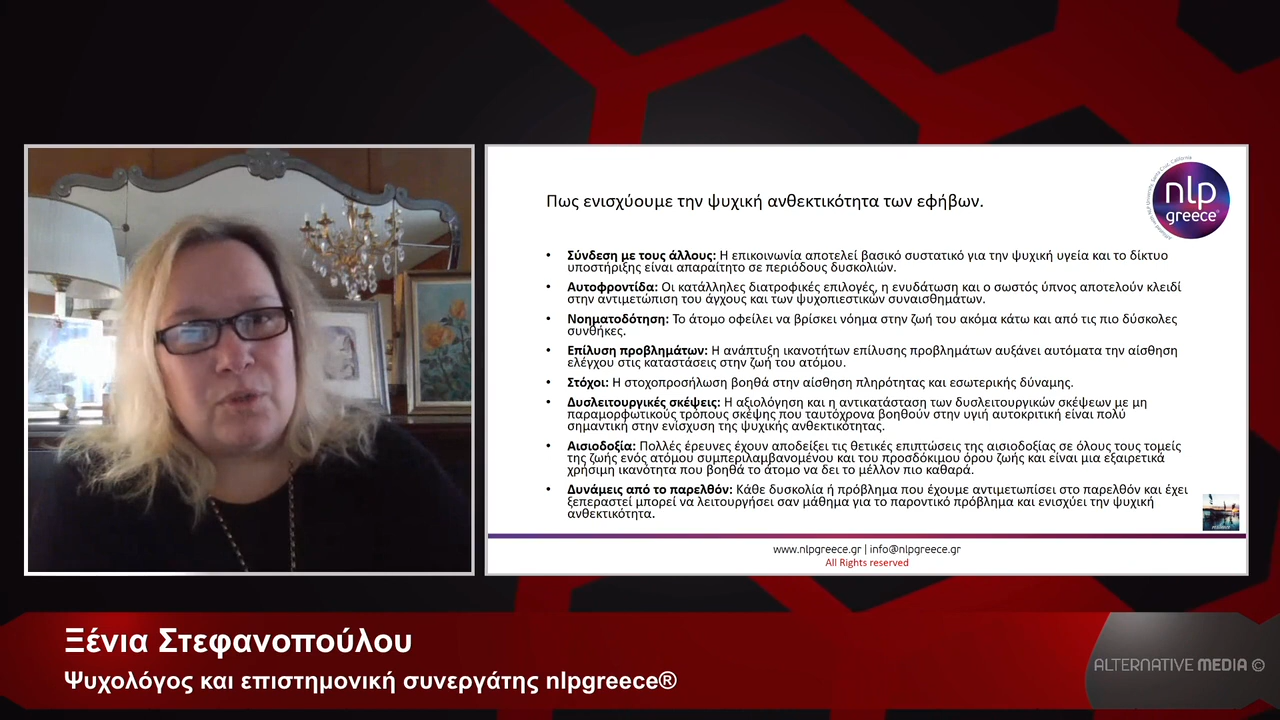 Πως ενισχύουμε την ψυχική ανθεκτικότητα των εφήβων.
nlp
greece®
• Σύνδεση με τους άλλους: Η επικοινωνία αποτελεί βασικό συστατικό για την ψυχική υγεία και το δίκτυο
υποστήριξης είναι απαραίτητο σε περιόδους δυσκολιών.
• Αυτοφροντίδα: Οι κατάλληλες διατροφικές επιλογές, η ενυδάτωση και ο σωστός ύπνος αποτελούν κλειδί
στην αντιμετώπιση του άγχους και των ψυχοπιεστικών συναισθημάτων.
• Νοηματοδότηση: Το άτομο οφείλει να βρίσκει νόημα στην ζωή του ακόμα κάτω και από τις πιο δύσκολες
συνθήκες.
• Επίλυση προβλημάτων: Η ανάπτυξη ικανοτήτων επίλυσης προβλημάτων αυξάνει αυτόματα την αίσθηση
ελέγχου στις καταστάσεις στην ζωή του ατόμου.
• Στόχοι: Η στοχοπροσήλωση βοηθά στην αίσθηση πληρότητας και εσωτερικής δύναμης.
• Δυσλειτουργικές σκέψεις: Η αξιολόγηση και η αντικατάσταση των δυσλειτουργικών σκέψεων με μη
παραμορφωτικούς τρόπους σκέψης που ταυτόχρονα βοηθούν στην υγιή αυτοκριτική είναι πολύ
σημαντική στην ενίσχυση της ψυχικής ανθεκτικότητας.
• Αισιοδοξία: Πολλές έρευνες έχουν αποδείξει τις θετικές επιπτώσεις της αισιοδοξίας σε όλους τους τομείς
της ζωής ενός ατόμου συμπεριλαμβανομένου και του προσδόκιμου όρου ζωής και είναι μια εξαιρετικά
χρήσιμη ικανότητα που βοηθά το άτομο να δει το μέλλον πιο καθαρά.
• Δυνάμεις από το παρελθόν: Κάθε δυσκολία ή πρόβλημα που έχουμε αντιμετωπίσει στο παρελθόν και έχει
ξεπεραστεί μπορεί να λειτουργήσει σαν μάθημα για το παροντικό πρόβλημα και ενισχύει την ψυχική
ανθεκτικότητα.
www.nlpgreece.gr | info@nlpgreece.gr
All Rights reserved
Ξένια Στεφανοπούλου
Ψυχολόγος και επιστημονική συνεργάτης nlpgreece®
ALTERNATIVE MEDIA ©